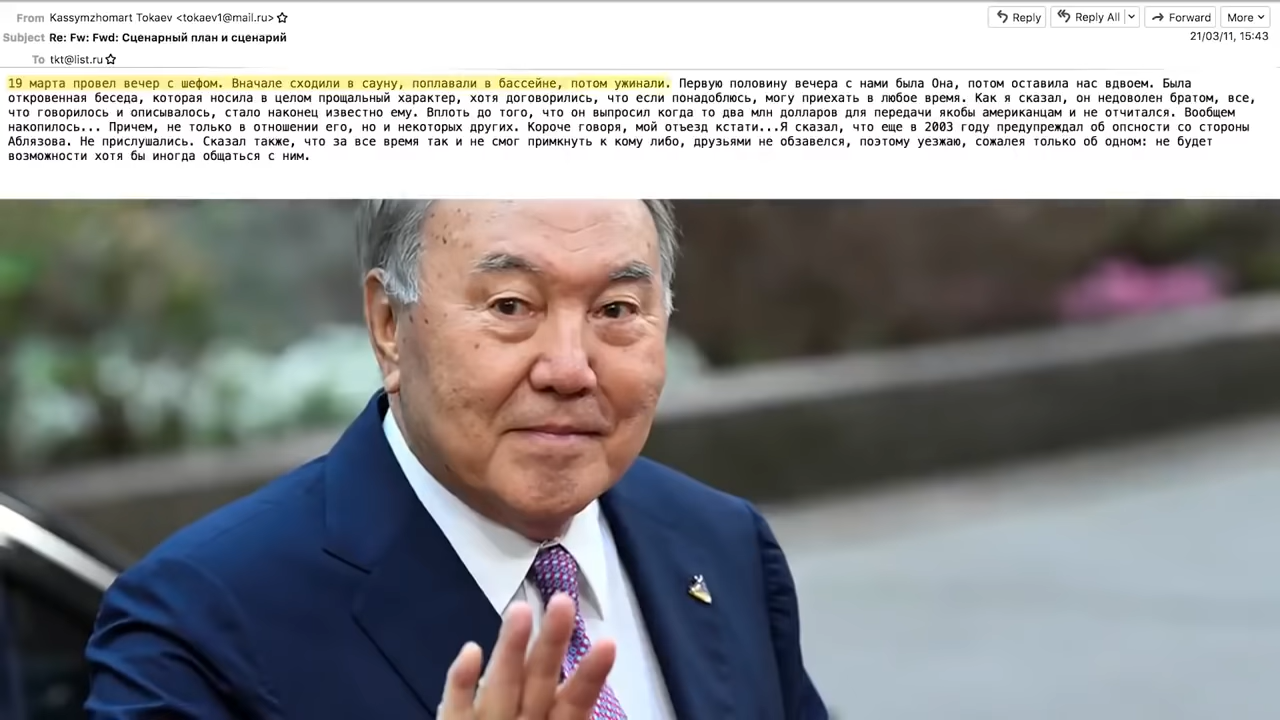 From Kassymzhomart Tokaev <tokaev1@mail.ru> Reply Reply All Forward More
Subject Re: Fw: Fwd: Сценарный план и сценарий 21/03/11, 15:43
To tkt@list.ru
19 марта провел вечер с шефом. Вначале сходили в сауну, поплавали в бассейне, потом ужинали. Первую половину вечера с нами была Она, потом оставила нас вдвоем. Была
откровенная беседа, которая носила в целом прощальный характер, хотя договорились, что если понадоблюсь, могу приехать в любое время. Как я сказал, он недоволен братом, все,
что говорилось и описывалось, стало наконец известно ему. Вплоть до того, что он выпросил когда то два млн долларов для передачи якобы американцам и не отчитался. Вообщем
накопилось... Причем, не только в отношении его, но и некоторых других. Короче говоря, мой отъезд кстати...Я сказал, что еще в 2003 году предупреждал об опсности со стороны
Аблязова. Не прислушались. Сказал также, что за все время так и не смог примкнуть к кому либо, друзьями не обзавелся, поэтому уезжаю, сожалея только об одном: не будет
возможности хотя бы иногда общаться с ним.